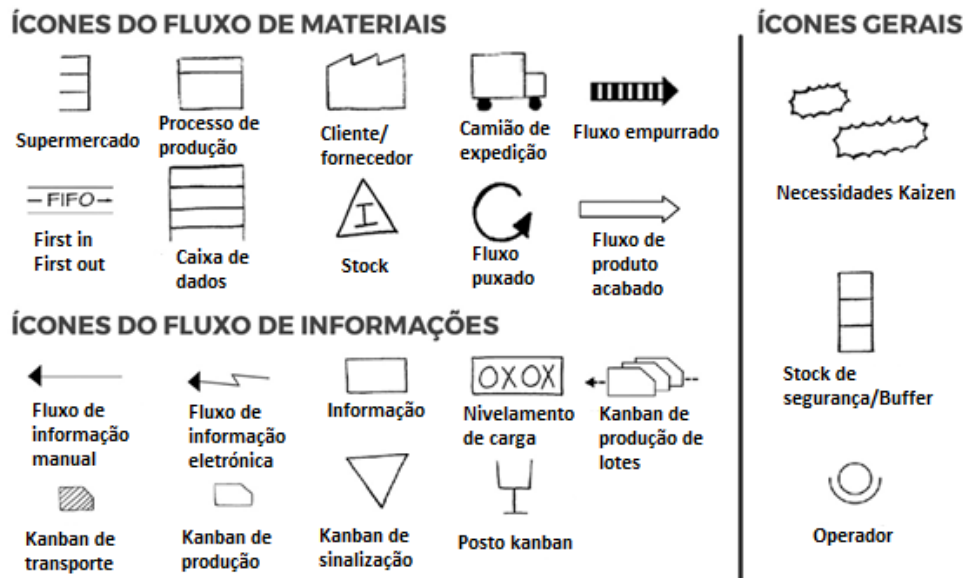 ÍCONES DO FLUXO DE MATERIAIS
Supermercado
Processo de
produção
Cliente/
fornecedor
Camião de
expedição
Fluxo empurrado
FIFO
First in
First out
Caixa de
dados
I
Stock
Fluxo
puxado
Fluxo de
produto
acabado
ÍCONES DO FLUXO DE INFORMAÇÕES
Fluxo de
informação
manual
Fluxo de
informação
eletrónica
Informação
OXOX
Nivelamento
de carga
Kanban de
produção de
lotes
Kanban de
transporte
Kanban de
produção
Kanban de
sinalização
Posto kanban
ÍCONES GERAIS
Necessidades Kaizen
Stock de
segurança/Buffer
Operador